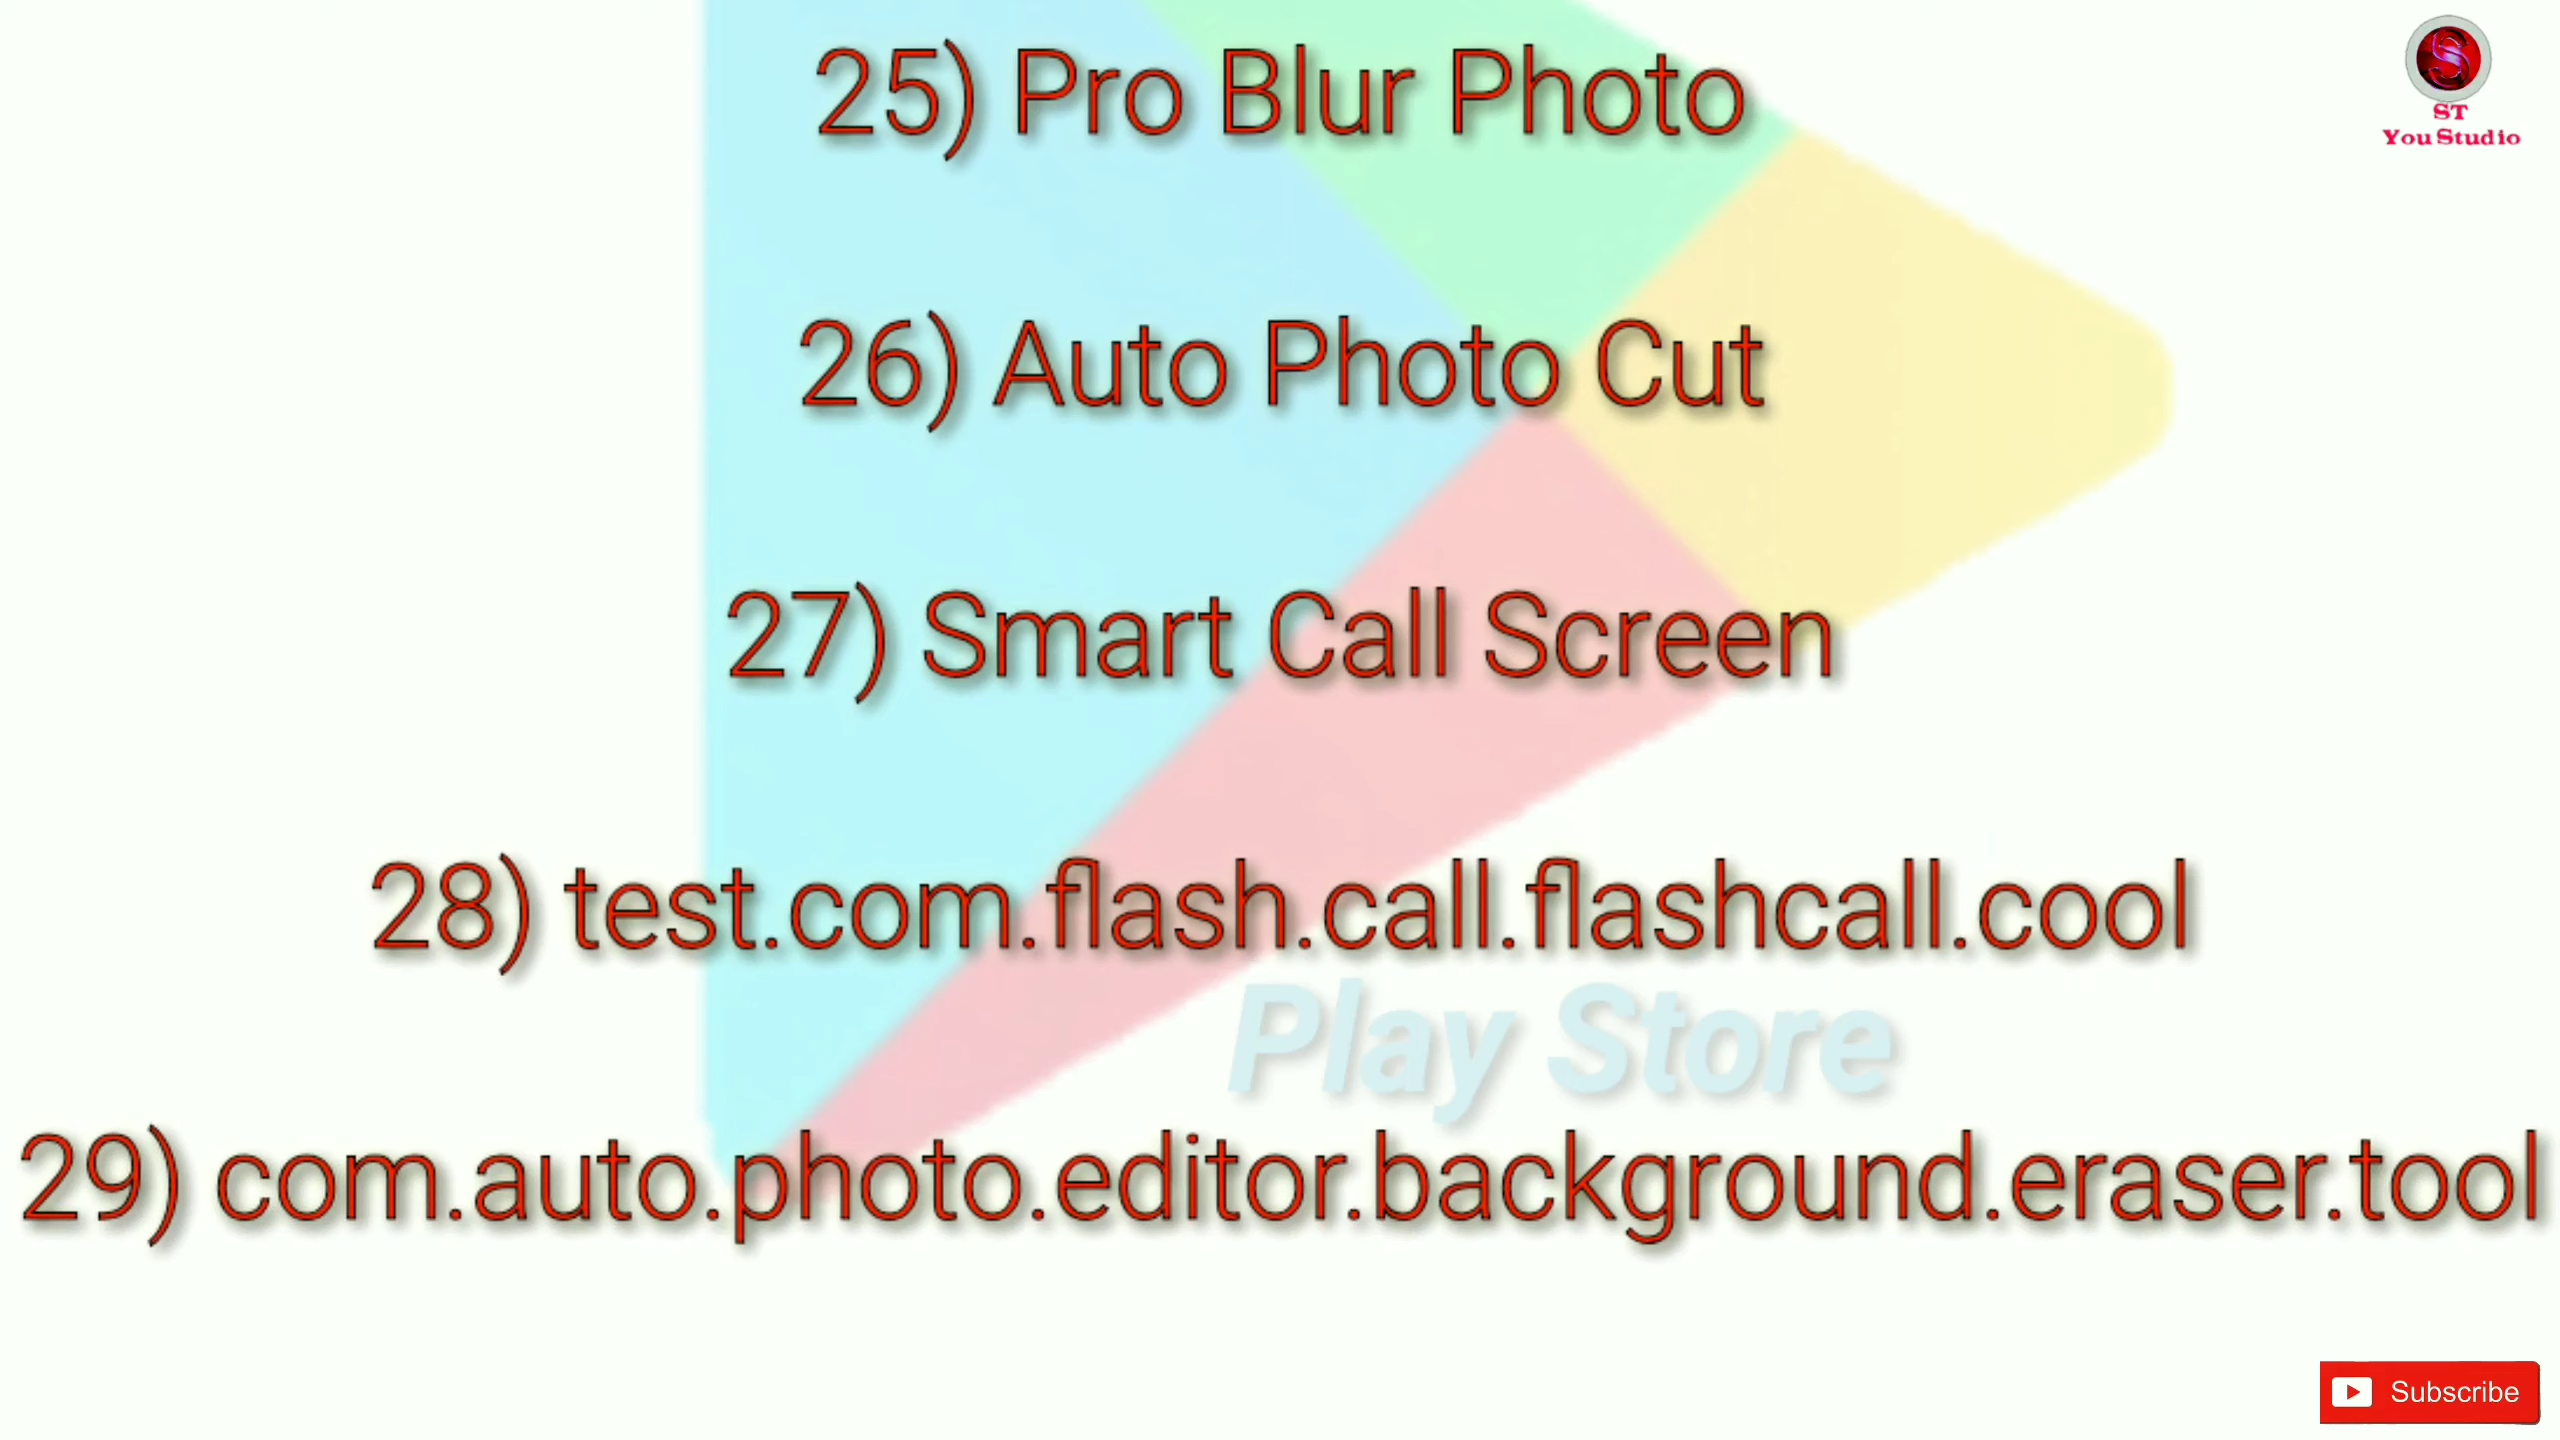 25) Pro Blur Photo
ST
You Studio
26) Auto Photo Cut
27) Smart Call Screen
28) test.com.flash.call.flashcall.cool
Play Store
29) com.auto.photo.editor.background.eraser.tool
Subscribe